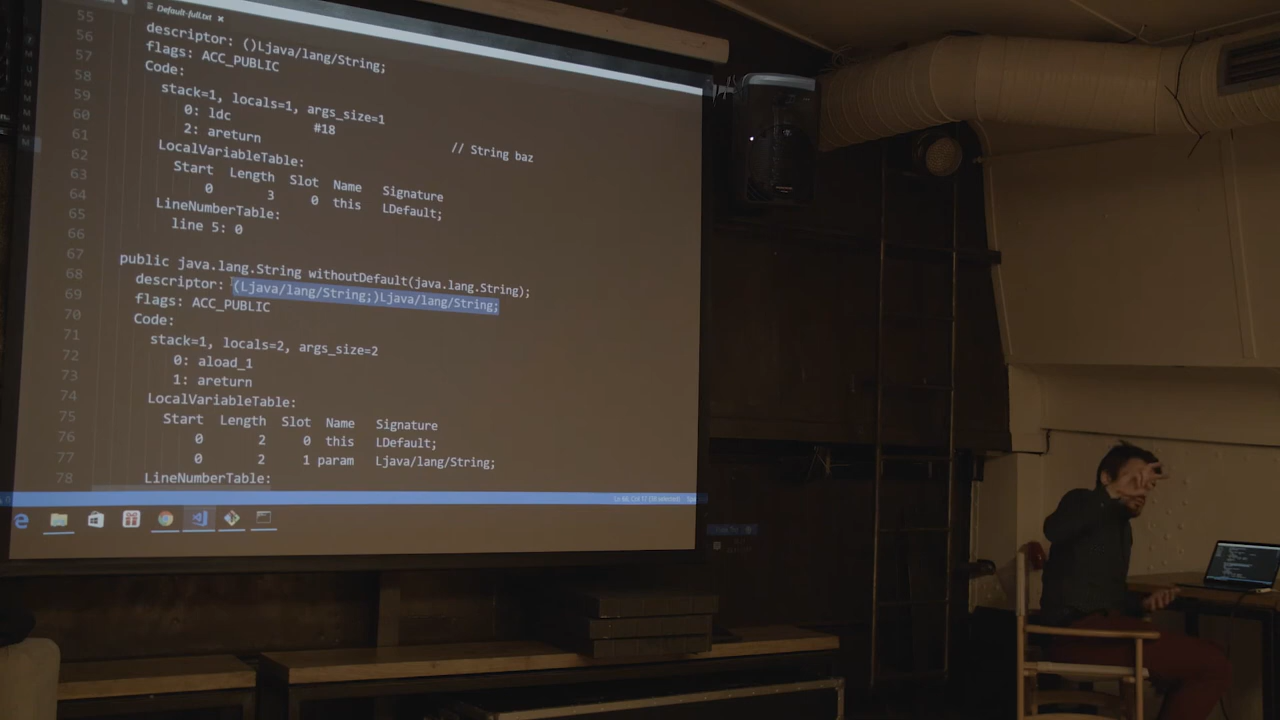 Default-full.txt ×
55
56 descriptor: ()Ljava/lang/String;
57 flags: ACC_PUBLIC
58 Code:
59 stack=1, locals=1, args_size=1
60 0: ldc #18 // String baz
61 2: areturn
62 LocalVariableTable:
63 Start Length Slot Name Signature
64 0 3 0 this LDefault;
65 LineNumberTable:
66 line 5: 0
67
68 public java.lang.String withoutDefault(java.lang.String);
69 descriptor: (Ljava/lang/String;)Ljava/lang/String;
70 flags: ACC_PUBLIC
71 Code:
72 stack=1, locals=2, args_size=2
73 0: aload_1
74 1: areturn
75 LocalVariableTable:
76 Start Length Slot Name Signature
77 0 2 0 this LDefault;
78 0 2 1 param Ljava/lang/String;
LineNumberTable: